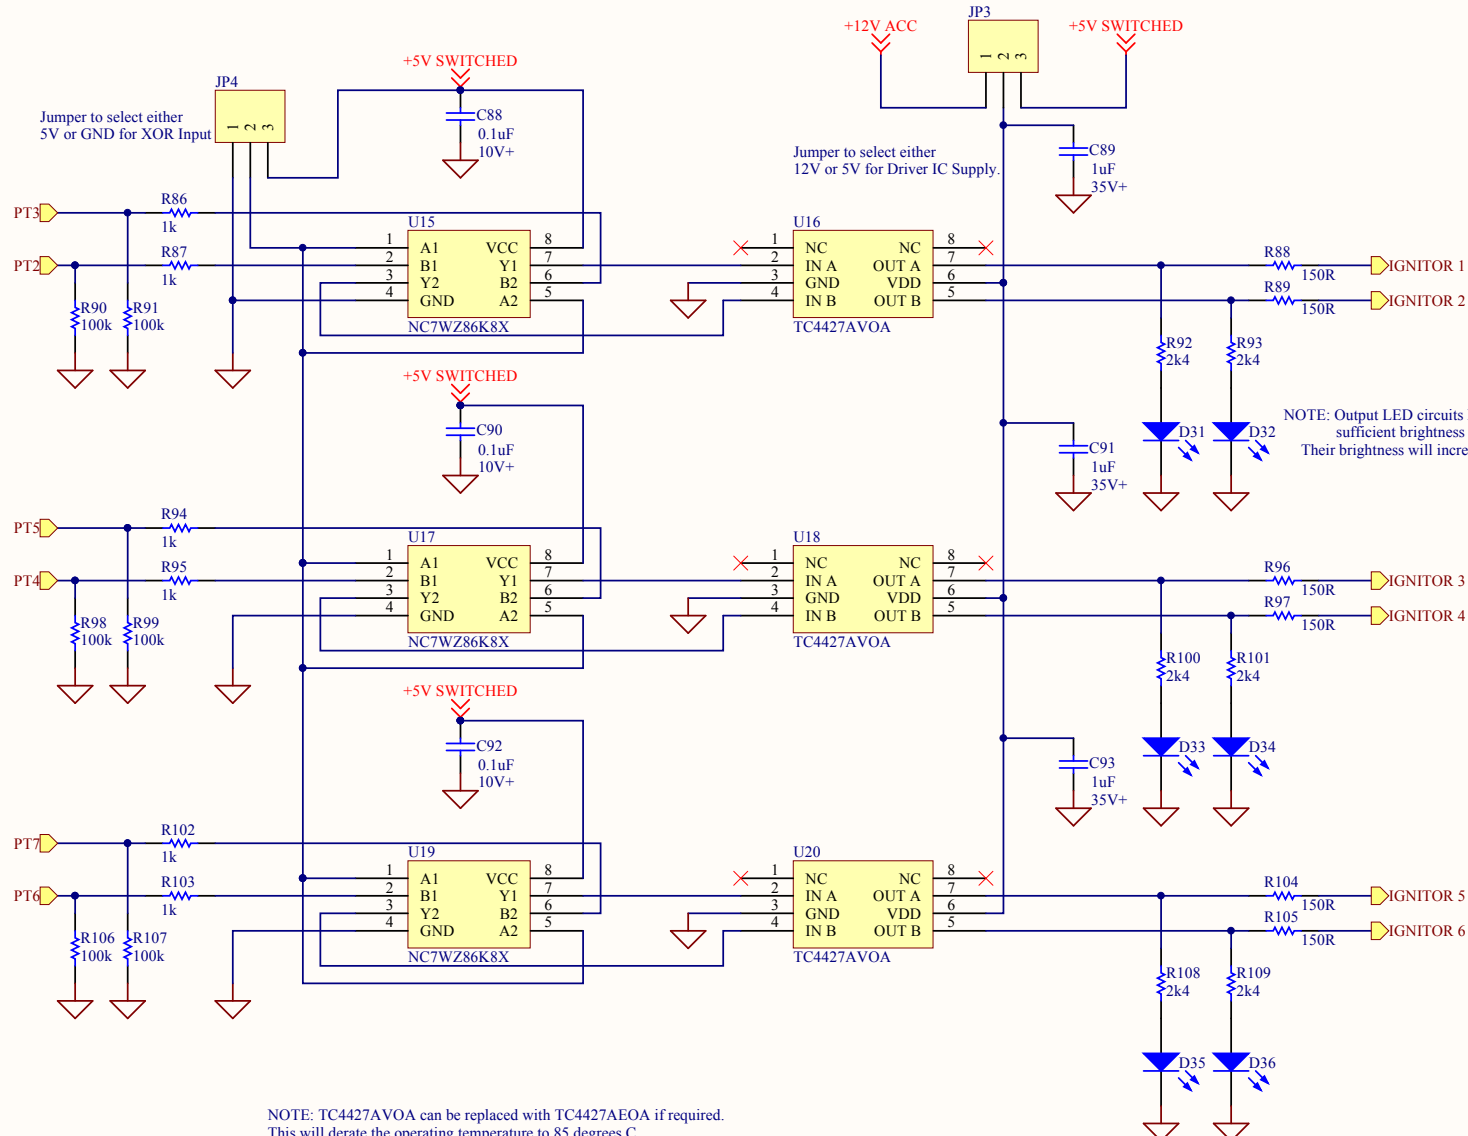 JP3
+12V ACC
+5V SWITCHED
1
2
3
+5V SWITCHED
JP4
Jumper to select either
5V or GND for XOR Input
1
2
3
C88
0.1uF
10V+
Jumper to select either
12V or 5V for Driver IC Supply.
C89
1uF
35V+
PT3
R86
1k
PT2
R87
1k
R90
100k
R91
100k
U15
1 A1 VCC 8
2 B1 Y1 7
3 Y2 B2 6
4 GND A2 5
NC7WZ86K8X
U16
1 NC NC 8
2 IN A OUT A 7
3 GND VDD 6
4 IN B OUT B 5
TC4427AVOA
R88
150R
IGNITOR 1
R89
150R
IGNITOR 2
R92
2k4
R93
2k4
D31
D32
NOTE: Output LED circuits
sufficient brightness
Their brightness will incre
+5V SWITCHED
C90
0.1uF
10V+
C91
1uF
35V+
PT5
R94
1k
PT4
R95
1k
R98
100k
R99
100k
U17
1 A1 VCC 8
2 B1 Y1 7
3 Y2 B2 6
4 GND A2 5
NC7WZ86K8X
U18
1 NC NC 8
2 IN A OUT A 7
3 GND VDD 6
4 IN B OUT B 5
TC4427AVOA
R96
150R
IGNITOR 3
R97
150R
IGNITOR 4
R100
2k4
R101
2k4
D33
D34
+5V SWITCHED
C92
0.1uF
10V+
C93
1uF
35V+
PT7
R102
1k
PT6
R103
1k
R106
100k
R107
100k
U19
1 A1 VCC 8
2 B1 Y1 7
3 Y2 B2 6
4 GND A2 5
NC7WZ86K8X
U20
1 NC NC 8
2 IN A OUT A 7
3 GND VDD 6
4 IN B OUT B 5
TC4427AVOA
R104
150R
IGNITOR 5
R105
150R
IGNITOR 6
R108
2k4
R109
2k4
D35
D36
NOTE: TC4427AVOA can be replaced with TC4427AEOA if required.
This will derate the operating temperature to 85 degrees C.